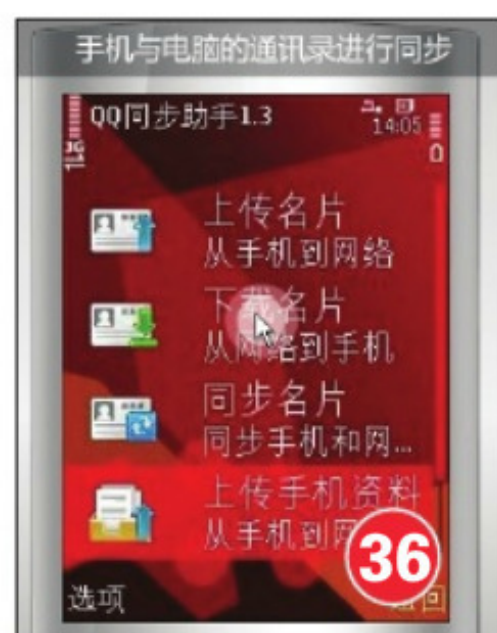 手机与电脑的通讯录进行同步
QQ同步助手1.3
14:05
3G
上传名片
从手机到网络
下载名片
从网络到手机
同步名片
同步手机和网...
上传手机资料
从手机到网
36
选项
回